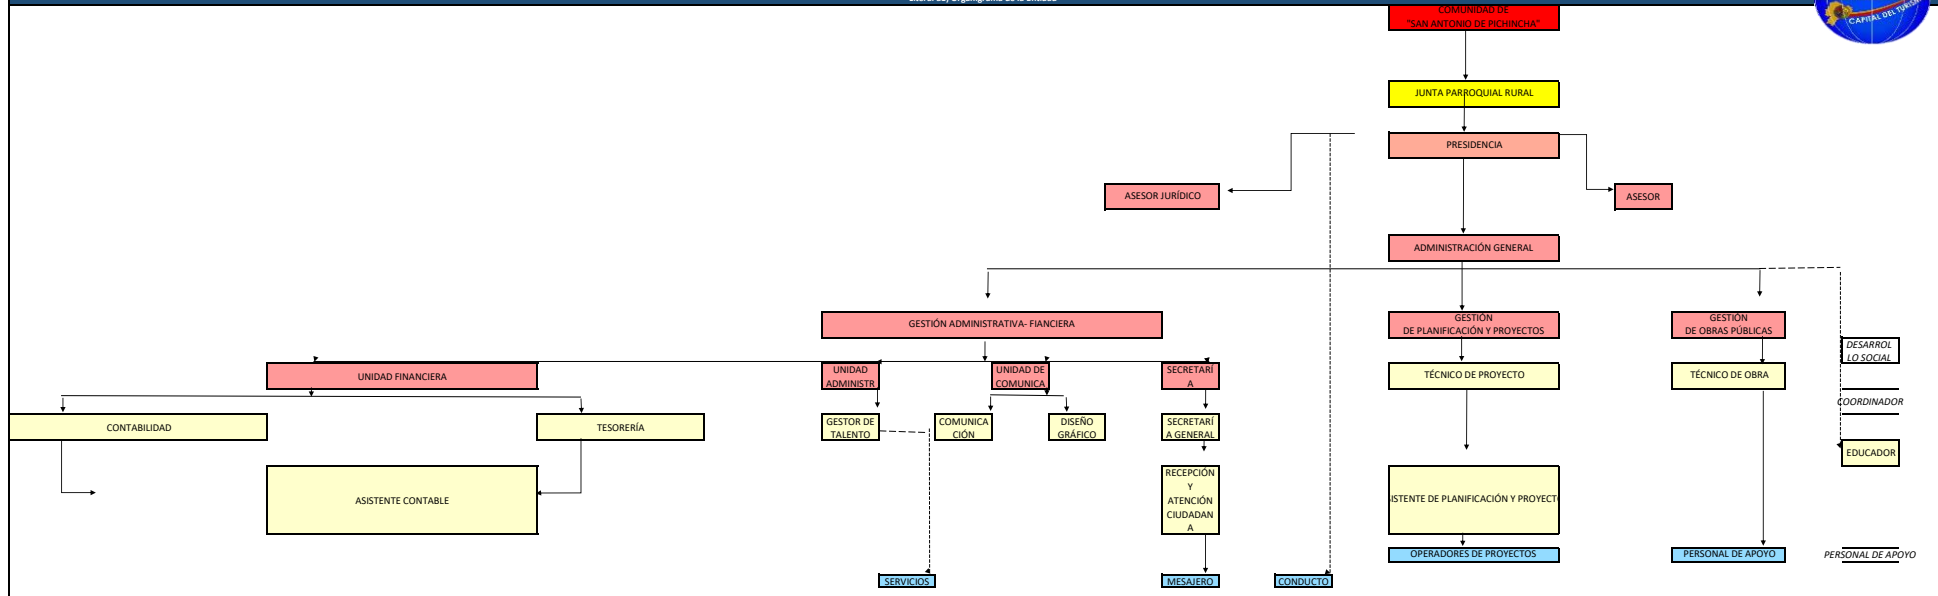 COMUNIDAD DE
"SAN ANTONIO DE PICHINCHA"
CAPITAL DEL TURISMO
JUNTA PARROQUIAL RURAL
PRESIDENCIA
ASESOR JURÍDICO
ASESOR
ADMINISTRACIÓN GENERAL
GESTIÓN ADMINISTRATIVA- FIANCIERA
GESTIÓN
DE PLANIFICACIÓN Y PROYECTOS
GESTIÓN
DE OBRAS PÚBLICAS
DESARROL
LO SOCIAL
UNIDAD FINANCIERA
UNIDAD
ADMINISTR
UNIDAD DE
COMUNICA
SECRETARÍ
A
TÉCNICO DE PROYECTO
TÉCNICO DE OBRA
COORDINADOR
CONTABILIDAD
TESORERÍA
GESTOR DE
TALENTO
COMUNICA
CIÓN
DISEÑO
GRÁFICO
SECRETARÍ
A GENERAL
EDUCADOR
ASISTENTE CONTABLE
RECEPCIÓN
Y
ATENCIÓN
CIUDADAN
A
ISTENTE DE PLANIFICACIÓN Y PROYECT
OPERADORES DE PROYECTOS
PERSONAL DE APOYO
PERSONAL DE APOYO
SERVICIOS
MESAJERO
CONDUCTO